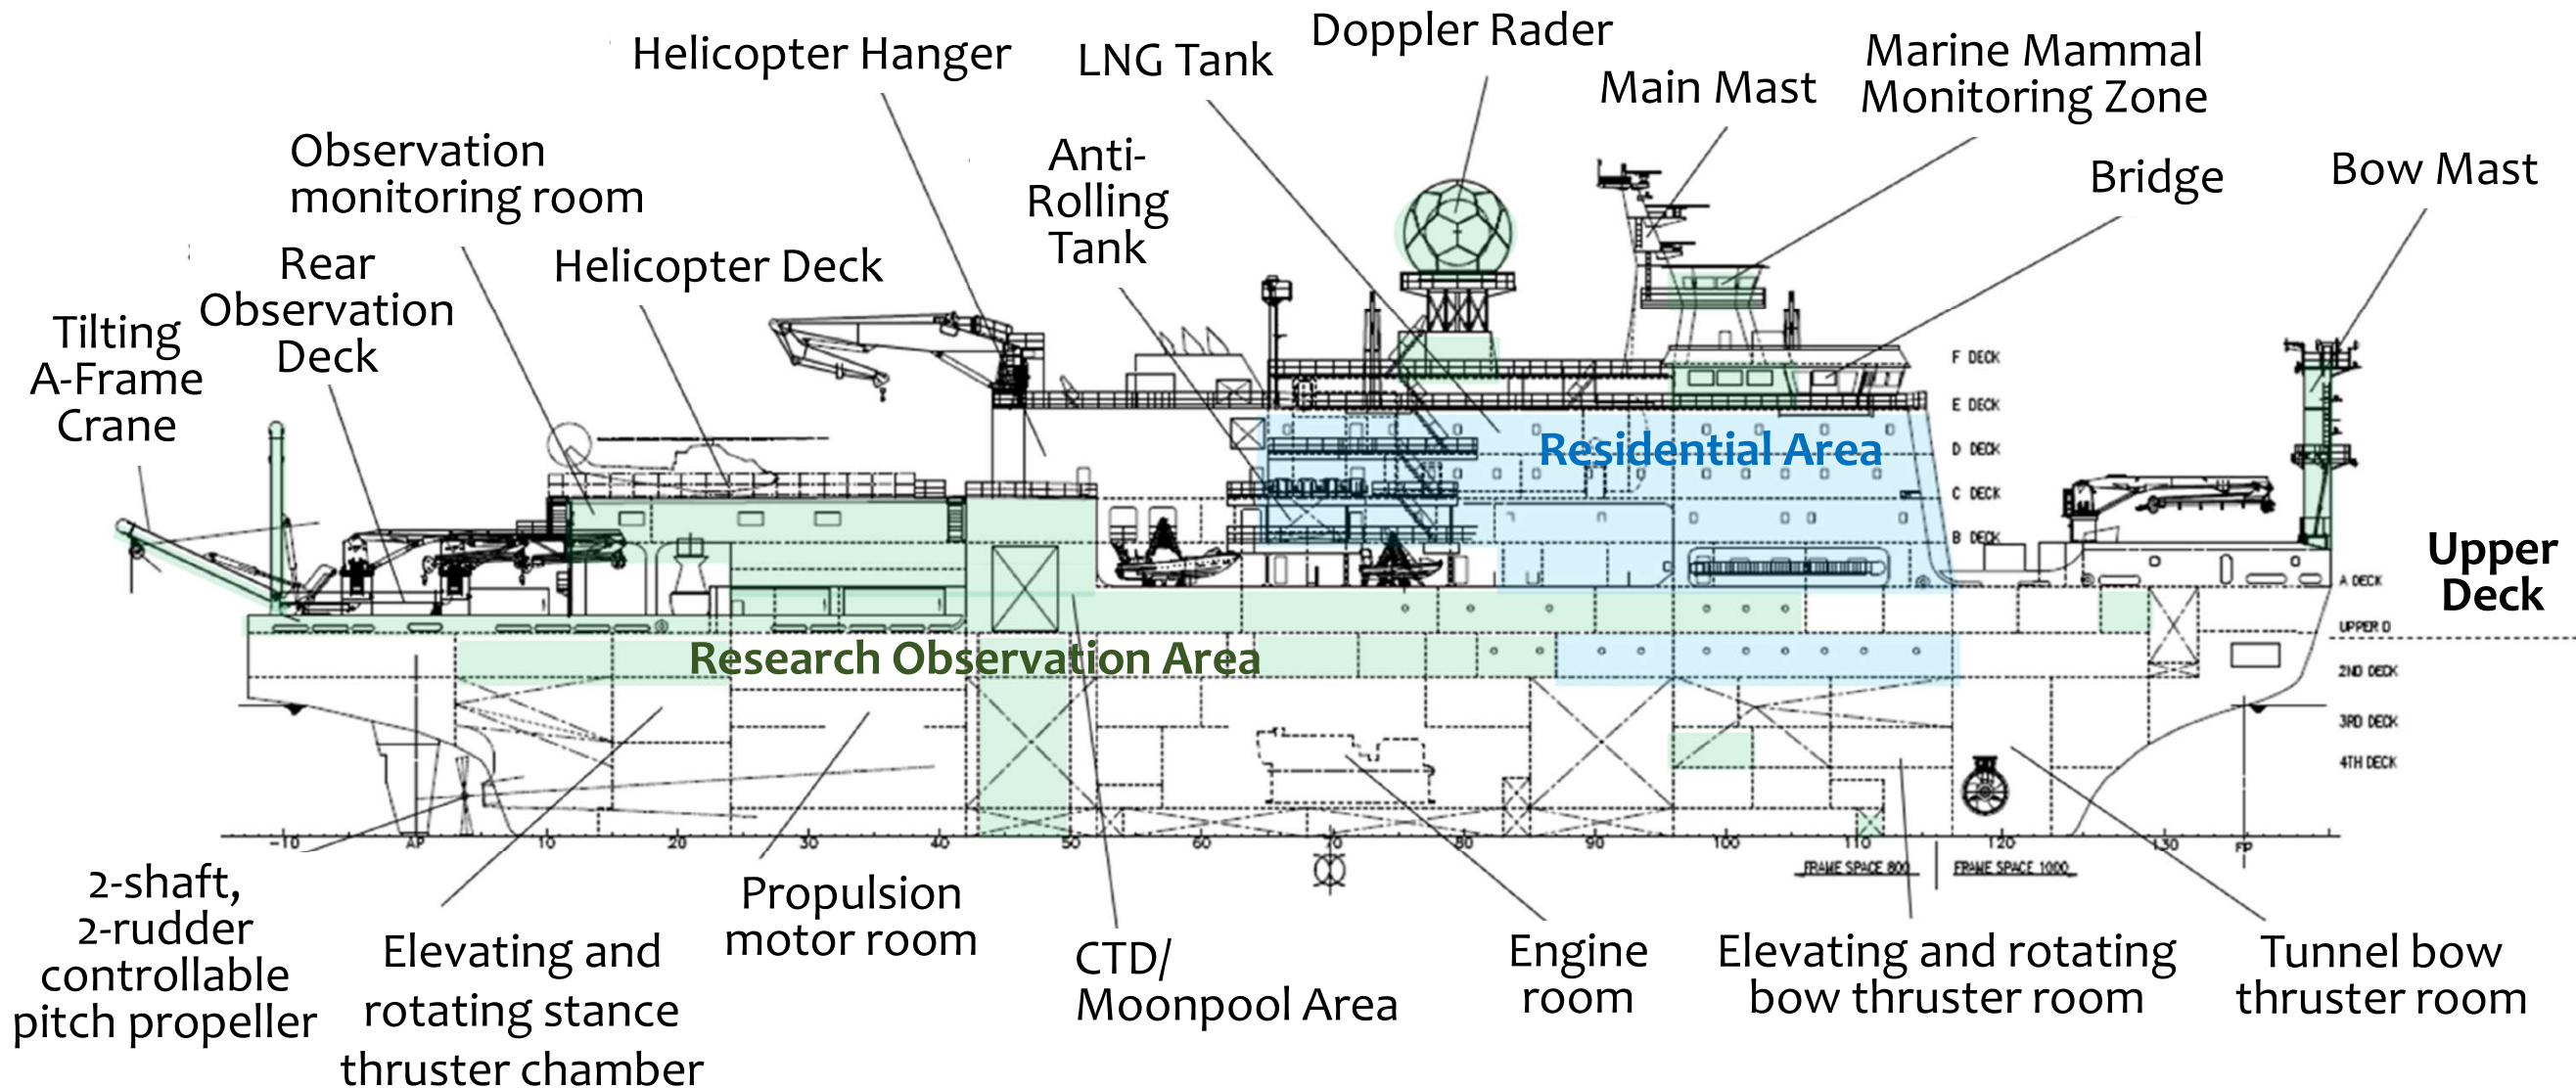 Helicopter Hanger
LNG Tank
Doppler Rader
Main Mast
Marine Mammal
Monitoring Zone
Observation
monitoring room
Anti-
Rolling
Tank
Bridge
Bow Mast
Rear
Observation
Deck
Helicopter Deck
Tilting
A-Frame
Crane
F DECK
E DECK
Residential Area
D DECK
C DECK
B DECK
Upper
Deck
A DECK
UPPER D
Research Observation Area
2ND DECK
3RD DECK
4TH DECK
-10 AP 10 20 30 40 50 60 70 80 90 100 110 120 130 FP
FRAME SPACE 800 FRAME SPACE 1000
2-shaft,
2-rudder
controllable
pitch propeller
Elevating and
rotating stance
thruster chamber
Propulsion
motor room
CTD/
Moonpool Area
Engine
room
Elevating and rotating
bow thruster room
Tunnel bow
thruster room